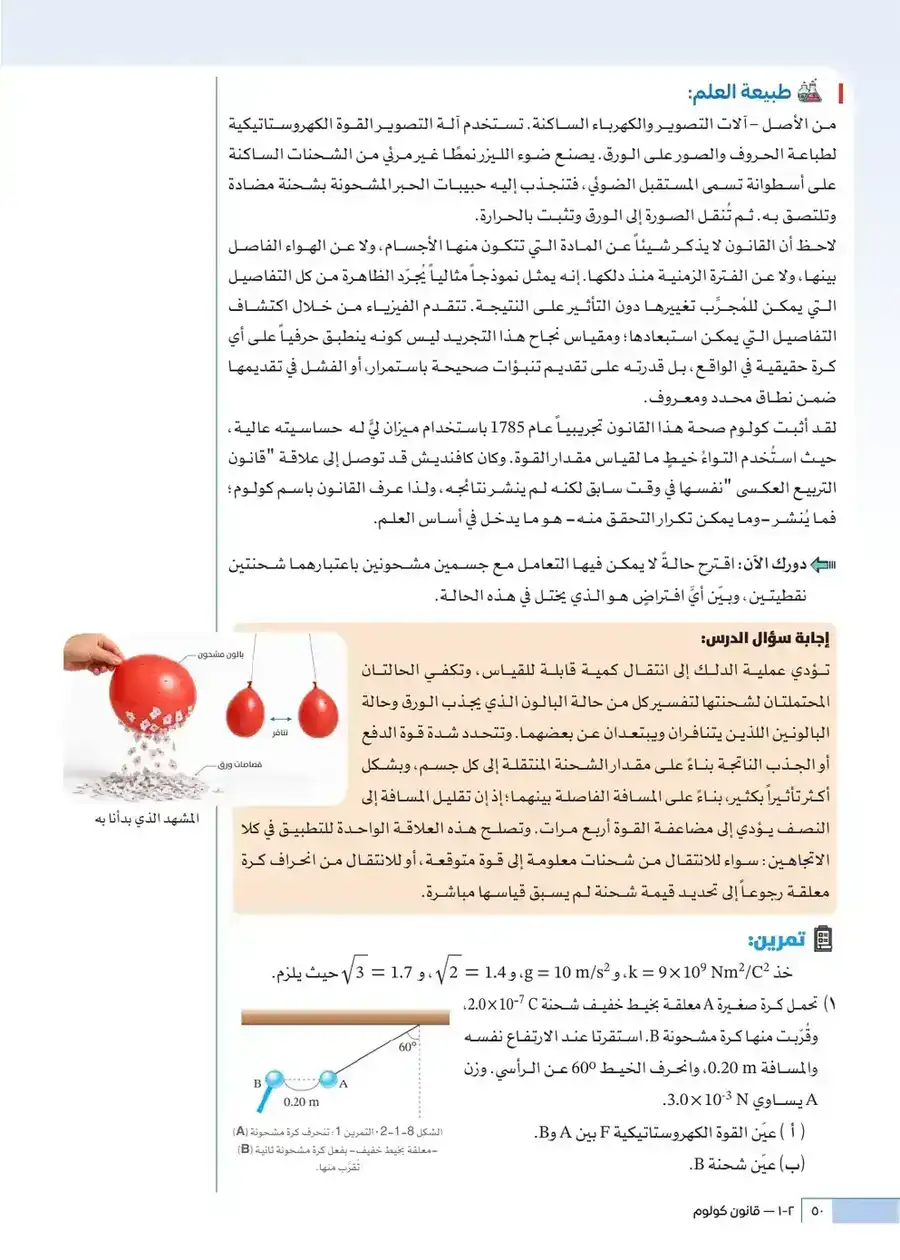 طبيعة العلم:
من الأصل – آلات التصوير والكهرباء الساكنة. تستخدم آلة التصوير القوة الكهروستاتيكية
لطباعة الحروف والصور على الورق. يصنع ضوء الليزر نمطًا غير مرئي من الشحنات الساكنة
على أسطوانة تسمى المستقبل الضوئي، فتنجذب إليه حبيبات الحبر المشحونة بشحنة مضادة
وتلتصق به. ثم تُنقل الصورة إلى الورق وتثبت بالحرارة.
لاحظ أن القانون لا يذكر شيئاً عن المادة التي تتكون منها الأجسام، ولا عن الهواء الفاصل
بينها، ولا عن الفترة الزمنية منذ دلكها. إنه يمثل نموذجاً مثالياً يُجرّد الظاهرة من كل التفاصيل
التي يمكن للمُجرِّب تغييرها دون التأثير على النتيجة. تتقدم الفيزياء من خلال اكتشاف
التفاصيل التي يمكن استبعادها؛ ومقياس نجاح هذا التجريد ليس كونه ينطبق حرفياً على أي
كرة حقيقية في الواقع، بل قدرته على تقديم تنبؤات صحيحة باستمرار، أو الفشل في تقديمها
ضمن نطاق محدد ومعروف.
لقد أثبت كولوم صحة هذا القانون تجريبياً عام 1785 باستخدام ميزان ليٍّ له حساسيته عالية،
حيث استُخدم التواءُ خيطٍ ما لقياس مقدار القوة. وكان كافنديش قد توصل إلى علاقة "قانون
التربيع العكسي "نفسها في وقت سابق لكنه لم ينشر نتائجه، ولذا عرف القانون باسم كولوم؛
فما يُنشر –وما يمكن تكرار التحقق منه– هو ما يدخل في أساس العلم.
دورك الآن: اقترح حالةً لا يمكن فيها التعامل مع جسمين مشحونين باعتبارهما شحنتين
نقطيتين، وبيّن أيَّ افتراضٍ هو الذي يختل في هذه الحالة.
إجابة سؤال الدرس:
تؤدي عملية الدلك إلى انتقال كمية قابلة للقياس، وتكفي الحالتان
المحتملتان لشحنتها لتفسير كل من حالة البالون الذي يجذب الورق وحالة
البالونين اللذين يتنافران ويبتعدان عن بعضهما. وتتحدد شدة قوة الدفع
أو الجذب الناتجة بناءً على مقدار الشحنة المنتقلة إلى كل جسم، وبشكل
أكثر تأثيراً بكثير، بناءً على المسافة الفاصلة بينهما؛ إذ إن تقليل المسافة إلى
النصف يؤدي إلى مضاعفة القوة أربع مرات. وتصلح هذه العلاقة الواحدة للتطبيق في كلا
الاتجاهين: سواء للانتقال من شحنات معلومة إلى قوة متوقعة، أو للانتقال من انحراف كرة
معلقة رجوعاً إلى تحديد قيمة شحنة لم يسبق قياسها مباشرة.
بالون مشحون
تنافر
قصاصات ورق
المشهد الذي بدأنا به
تمرين:
خذ k = 9×10⁹ Nm²/C²، و g = 10 m/s²، و √2 = 1.4، و √3 = 1.7 حيث يلزم.
١) تحمل كرة صغيرة A معلقة بخيط خفيف شحنة 2.0×10⁻⁷ C،
وقُرّبت منها كرة مشحونة B. استقرتا عند الارتفاع نفسه
والمسافة 0.20 m، وانحرف الخيط 60º عن الرأسي. وزن
A يساوي 3.0×10⁻³ N.
(أ) عيّن القوة الكهروستاتيكية F بين A وB.
(ب) عيّن شحنة B.
60º
B
A
0.20 m
الشكل 8-1-2، التمرين 1: تنحرف كرة مشحونة (A)
–معلقة بخيط خفيف– بفعل كرة مشحونة ثانية (B)
تقرّب منها.
٥٠
١-٢ — قانون كولوم